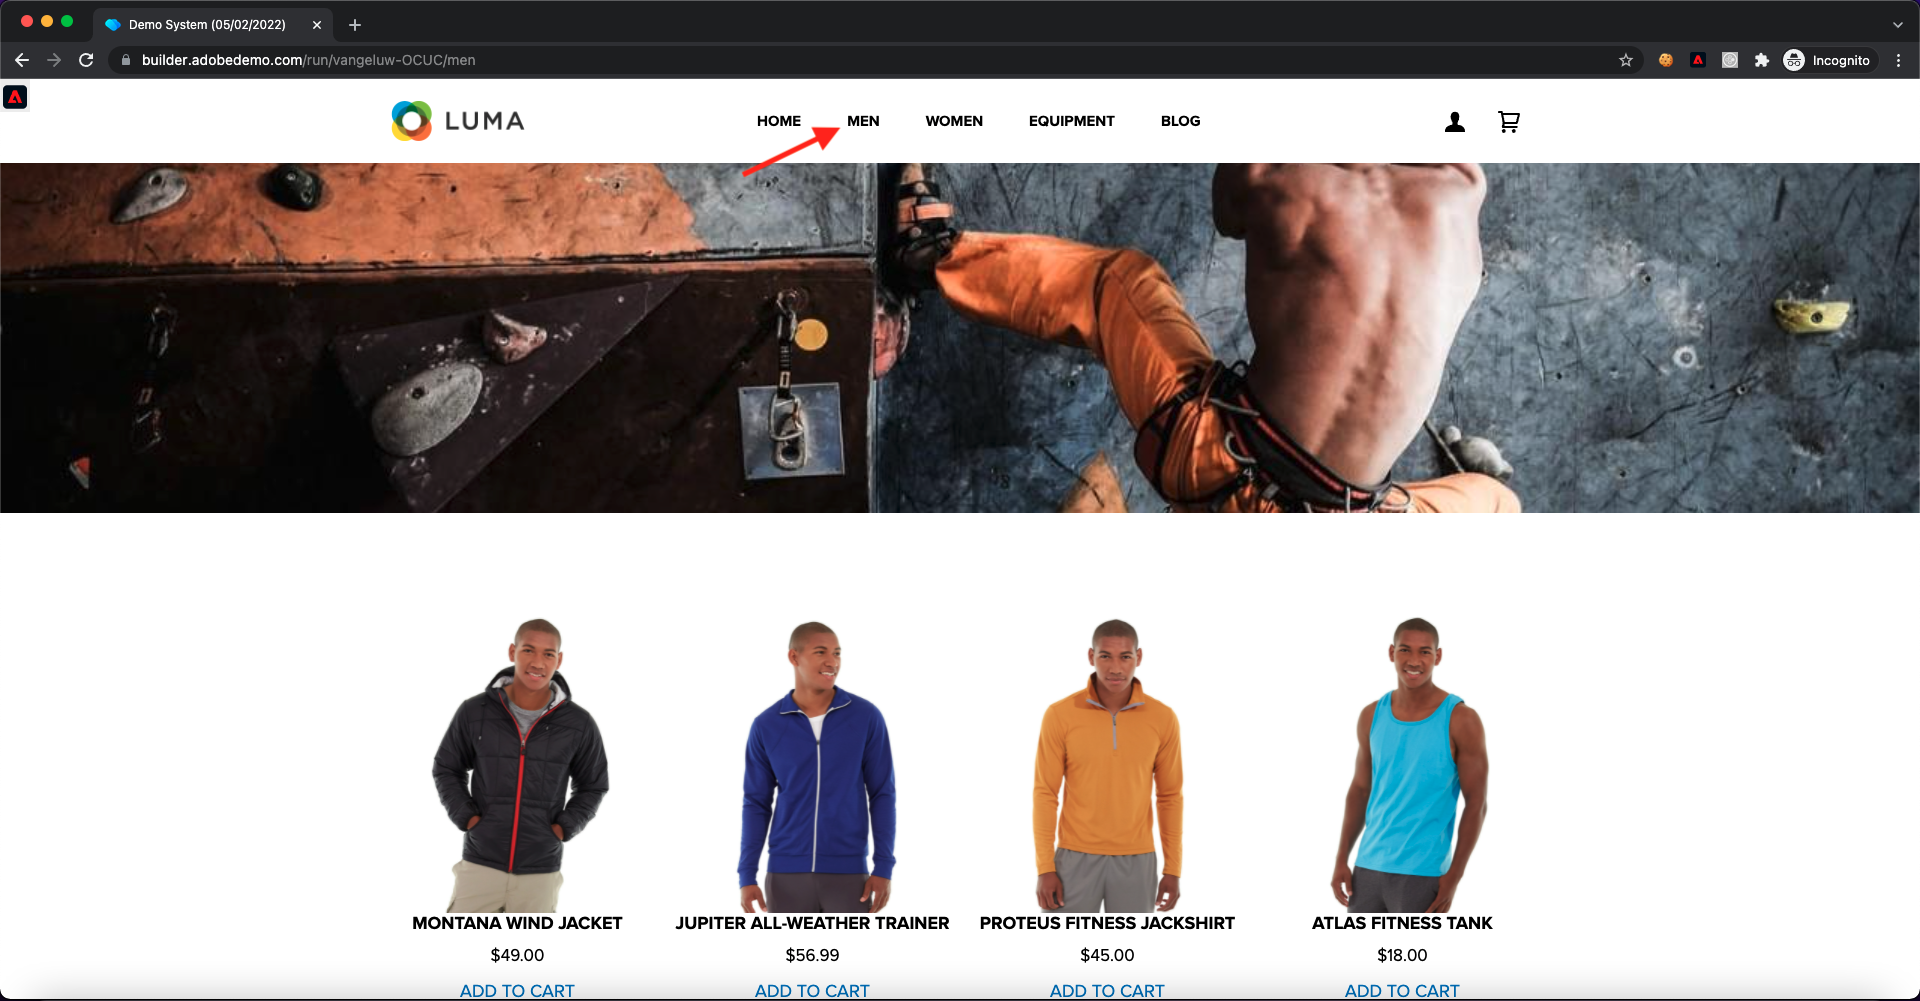 Demo System (05/02/2022)
builder.adobedemo.com/run/vangeluw-OCUC/men
Incognito
LUMA
HOME
MEN
WOMEN
EQUIPMENT
BLOG
MONTANA WIND JACKET
$49.00
ADD TO CART
JUPITER ALL-WEATHER TRAINER
$56.99
ADD TO CART
PROTEUS FITNESS JACKSHIRT
$45.00
ADD TO CART
ATLAS FITNESS TANK
$18.00
ADD TO CART